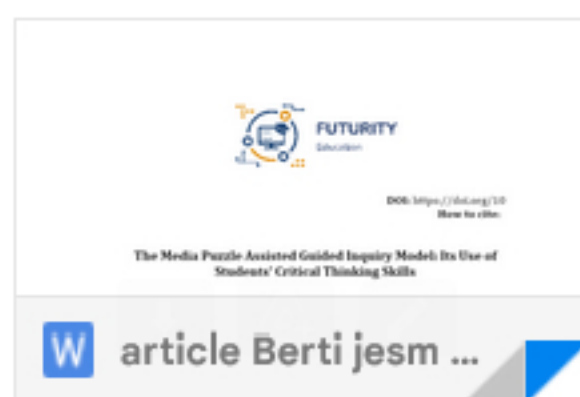 FUTURITY
Education
DOI: https://doi.org/10
How to cite:
The Media Puzzle Assisted Guided Inquiry Model: Its Use of
Students' Critical Thinking Skills
W
article Berti jesm ...